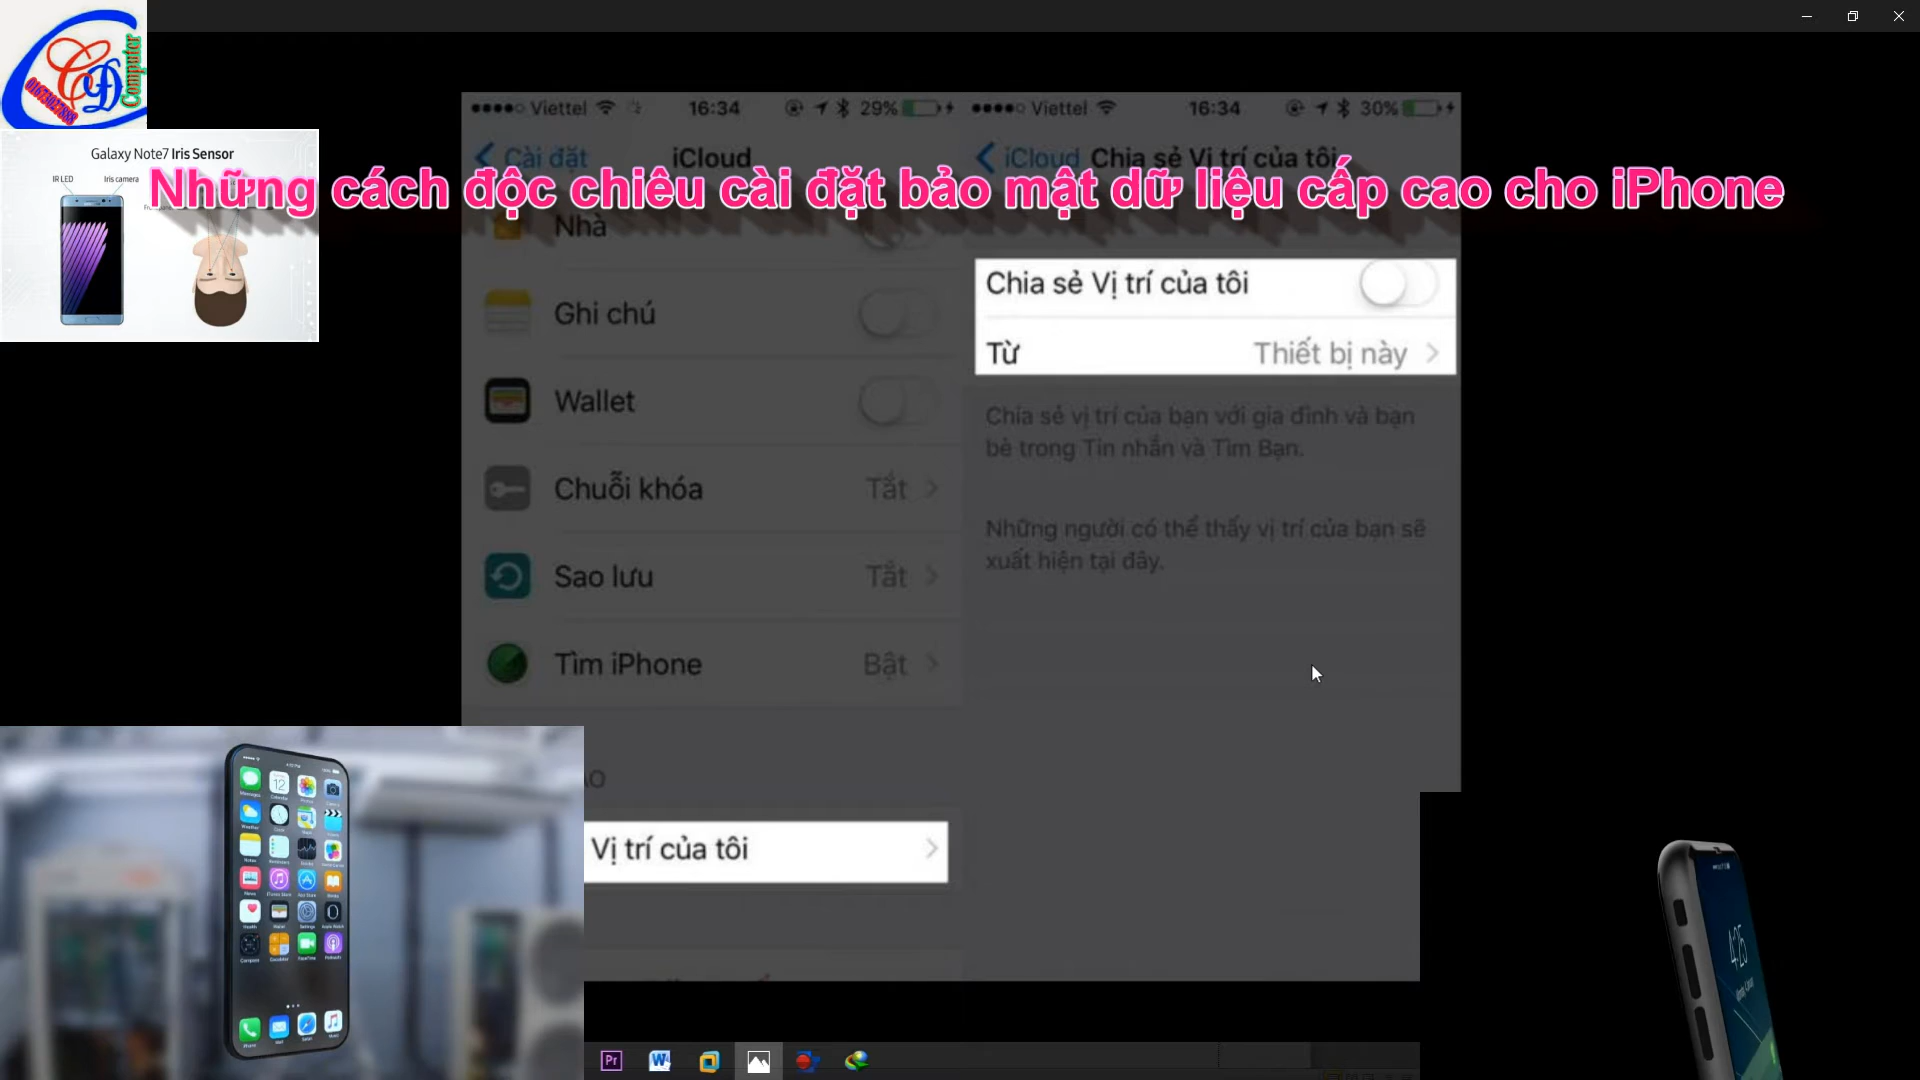 Computer
01673027888
Galaxy Note7 Iris Sensor
IR LED
Iris camera
Những cách độc chiêu cài đặt bảo mật dữ liệu cấp cao cho iPhone
Viettel 16:34 29%
Cài đặt
iCloud
Nhà
Ghi chú
Wallet
Chuỗi khóa Tắt
Sao lưu Tắt
Tìm iPhone Bật
Vị trí của tôi
Viettel 16:34 30%
iCloud
Chia sẻ Vị trí của tôi
Chia sẻ Vị trí của tôi
Từ Thiết bị này
Chia sẻ vị trí của bạn với gia đình và bạn
bè trong Tin nhắn và Tìm Bạn.
Những người có thể thấy vị trí của bạn sẽ
xuất hiện tại đây.
4:25
Pr
W